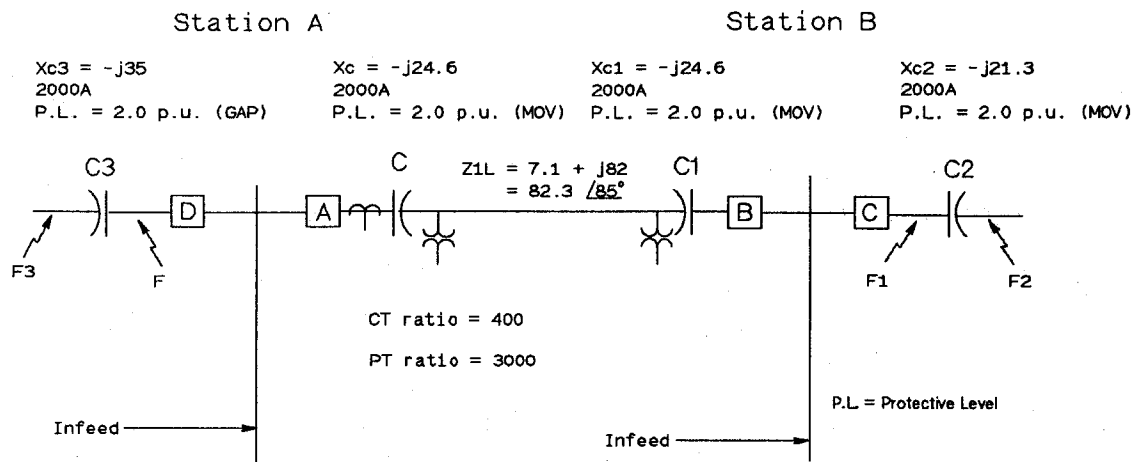 Station A
Station B
Xc3 = -j35
2000A
P.L. = 2.0 p.u. (GAP)
Xc = -j24.6
2000A
P.L. = 2.0 p.u. (MOV)
Xc1 = -j24.6
2000A
P.L. = 2.0 p.u. (MOV)
Xc2 = -j21.3
2000A
P.L. = 2.0 p.u. (MOV)
C3
C
Z1L = 7.1 + j82
= 82.3 /85°
C1
C2
D
A
B
C
F3
F
F1
F2
CT ratio = 400
PT ratio = 3000
P.L. = Protective Level
Infeed
Infeed